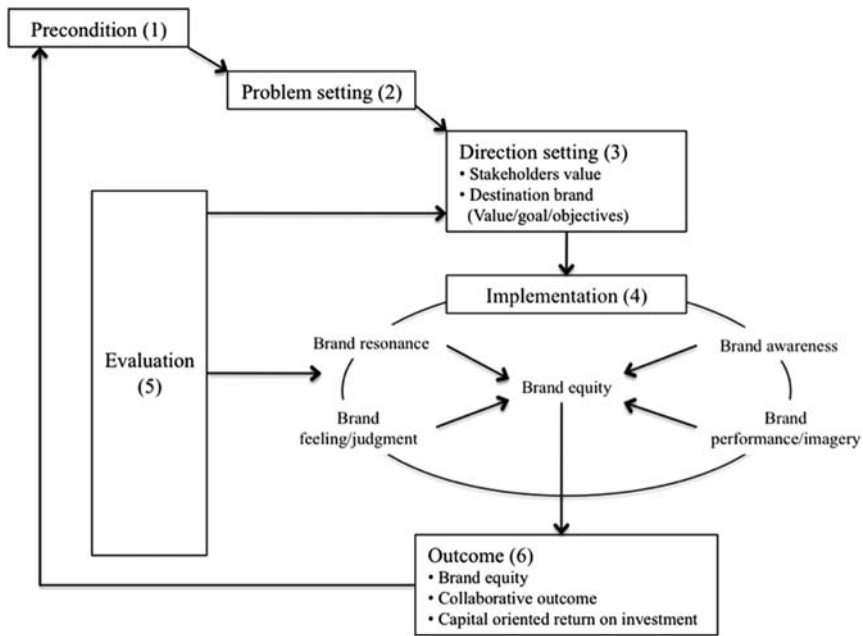 Precondition (1)
Problem setting (2)
Direction setting (3)
• Stakeholders value
• Destination brand
(Value/goal/objectives)
Implementation (4)
Evaluation
(5)
Brand resonance
Brand awareness
Brand equity
Brand
feeling/judgment
Brand
performance/imagery
Outcome (6)
• Brand equity
• Collaborative outcome
• Capital oriented return on investment